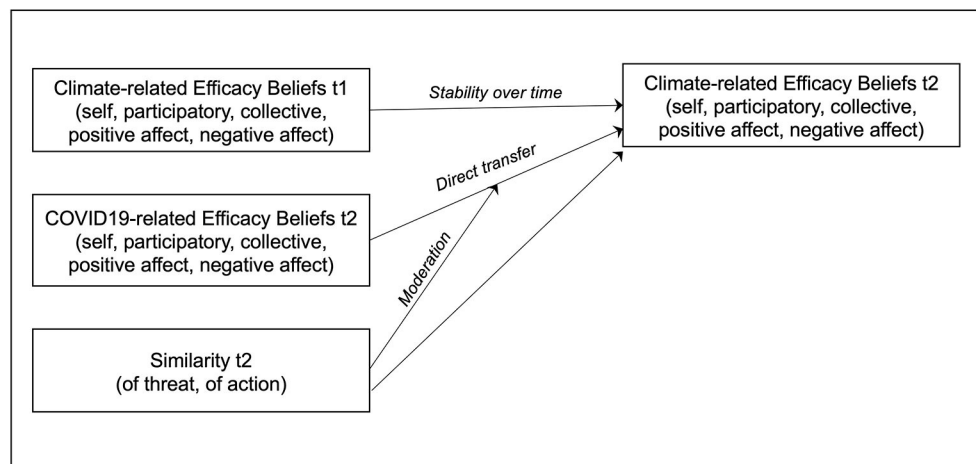 Climate-related Efficacy Beliefs t1
(self, participatory, collective,
positive affect, negative affect)
Stability over time
Climate-related Efficacy Beliefs t2
(self, participatory, collective,
positive affect, negative affect)
Direct transfer
COVID19-related Efficacy Beliefs t2
(self, participatory, collective,
positive affect, negative affect)
Moderation
Similarity t2
(of threat, of action)